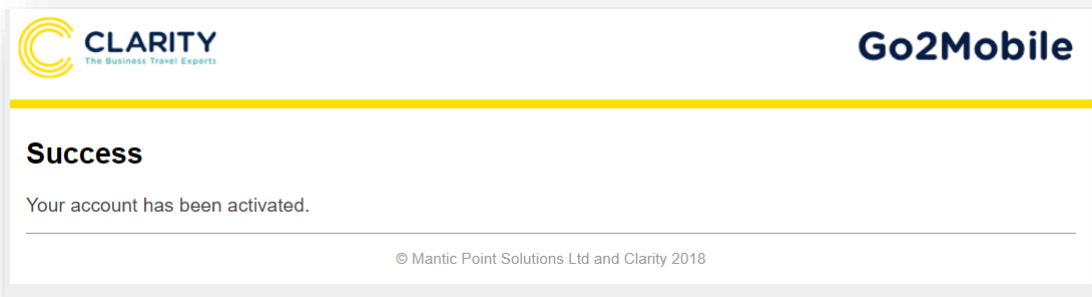 CLARITY
The Business Travel Experts
Go2Mobile
Success
Your account has been activated.
© Mantic Point Solutions Ltd and Clarity 2018